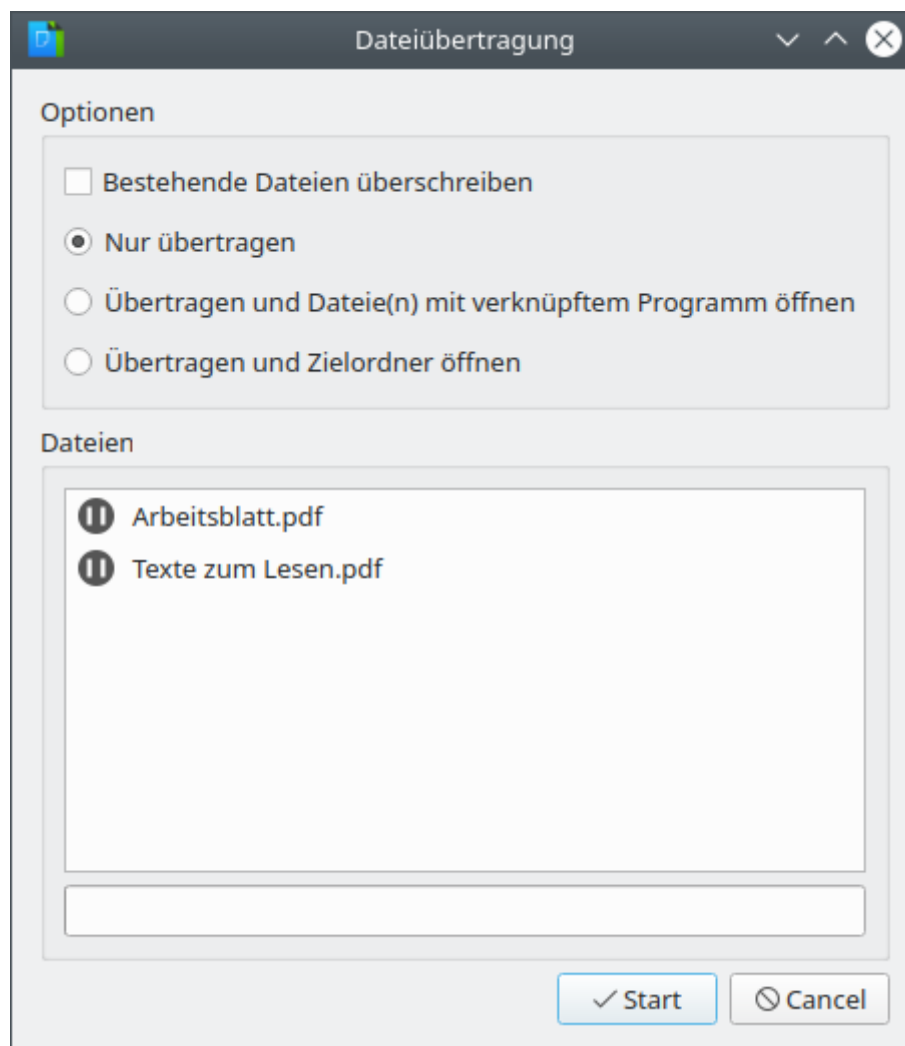 Dateiübertragung
Optionen
Bestehende Dateien überschreiben
Nur übertragen
Übertragen und Dateie(n) mit verknüpftem Programm öffnen
Übertragen und Zielordner öffnen
Dateien
Arbeitsblatt.pdf
Texte zum Lesen.pdf
Start Cancel